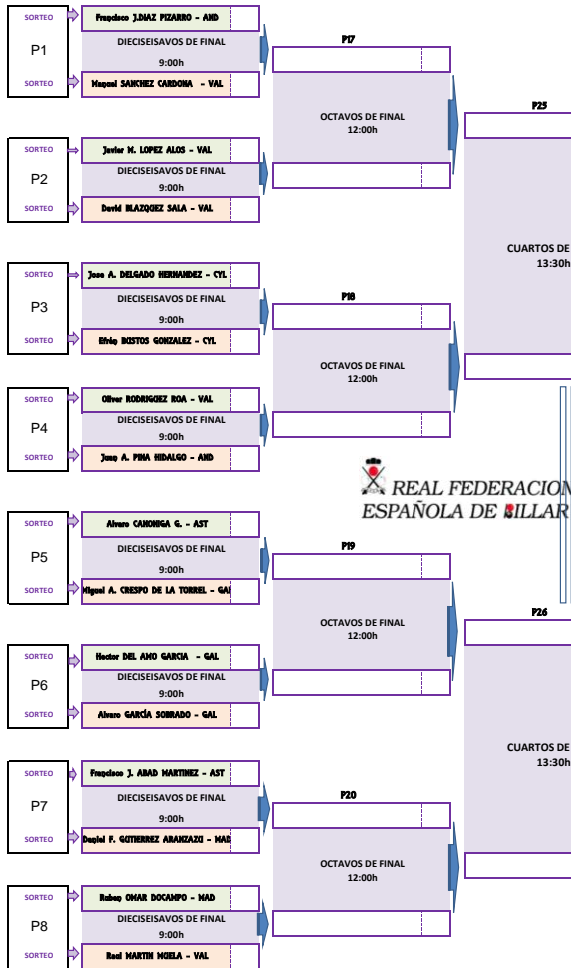 SORTEO
Francisco J.DIAZ PIZARRO - AND
P1
DIECISEISAVOS DE FINAL
9:00h
SORTEO
Manuel SANCHEZ CARDONA - VAL
P17
OCTAVOS DE FINAL
12:00h
SORTEO
Javier M. LOPEZ ALOS - VAL
P2
DIECISEISAVOS DE FINAL
9:00h
SORTEO
David BLAZQUEZ SALA - VAL
P25
CUARTOS DE
13:30h
SORTEO
Jose A. DELGADO HERNANDEZ - CYL
P3
DIECISEISAVOS DE FINAL
9:00h
SORTEO
Efrén BUSTOS GONZALEZ - CYL
P18
OCTAVOS DE FINAL
12:00h
SORTEO
Oliver RODRIGUEZ ROA - VAL
P4
DIECISEISAVOS DE FINAL
9:00h
SORTEO
Juan A. PINA HIDALGO - AND
REAL FEDERACION
ESPAÑOLA DE BILLAR
SORTEO
Alvaro CANONIGA G. - AST
P5
DIECISEISAVOS DE FINAL
9:00h
SORTEO
Miguel A. CRESPO DE LA TORREL - GAL
P19
OCTAVOS DE FINAL
12:00h
SORTEO
Hector DEL AMO GARCIA - GAL
P6
DIECISEISAVOS DE FINAL
9:00h
SORTEO
Alvaro GARCÍA SOBRADO - GAL
P26
CUARTOS DE
13:30h
SORTEO
Francisco J. ABAD MARTINEZ - AST
P7
DIECISEISAVOS DE FINAL
9:00h
SORTEO
Daniel F. GUTIERREZ ARANZAZU - MAD
P20
OCTAVOS DE FINAL
12:00h
SORTEO
Ruben OMAR DOCAMPO - MAD
P8
DIECISEISAVOS DE FINAL
9:00h
SORTEO
Raul MARTIN MUELA - VAL